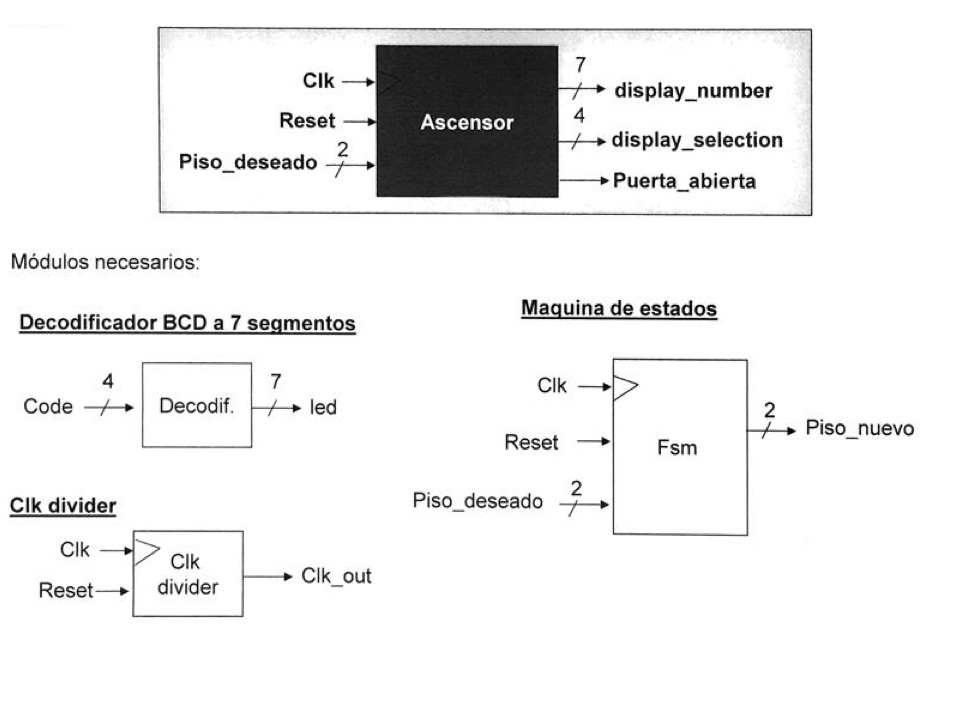 Clk
Reset
Piso_deseado
2
Ascensor
7
display_number
4
display_selection
Puerta_abierta
Módulos necesarios:
Decodificador BCD a 7 segmentos
Code
4
Decodif.
7
led
Clk divider
Clk
Reset
Clk
divider
Clk_out
Maquina de estados
Clk
Reset
Piso_deseado
2
Fsm
2
Piso_nuevo